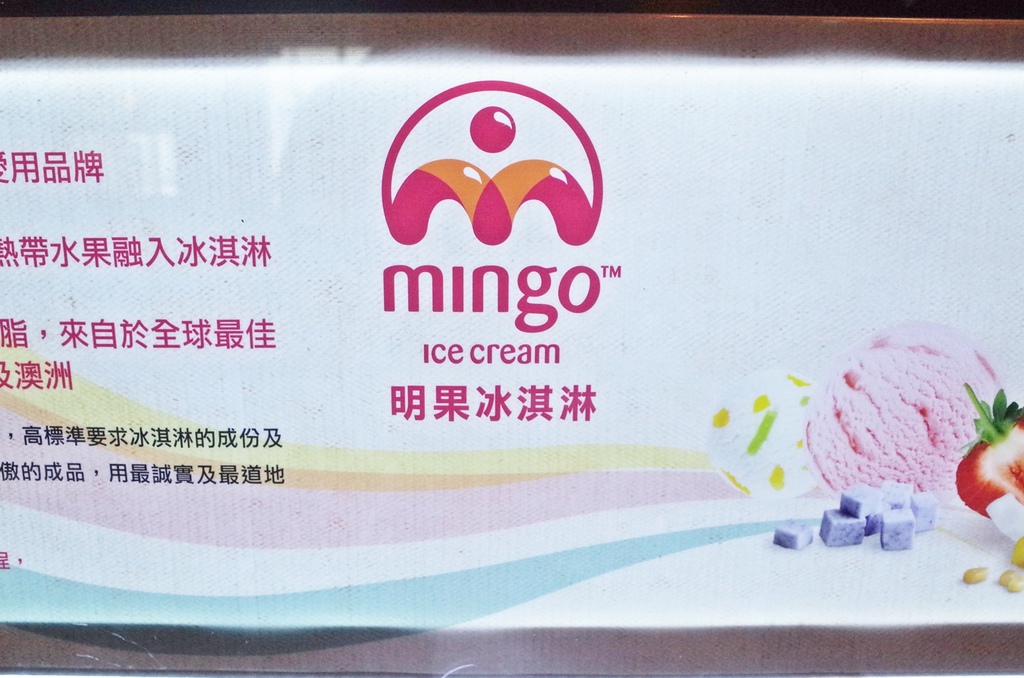 愛用品牌
熱帶水果融入冰淇淋
脂，來自於全球最佳
及澳洲
，高標準要求冰淇淋的成份及
傲的成品，用最誠實及最道地
程，
mingo™
ice cream
明果冰淇淋